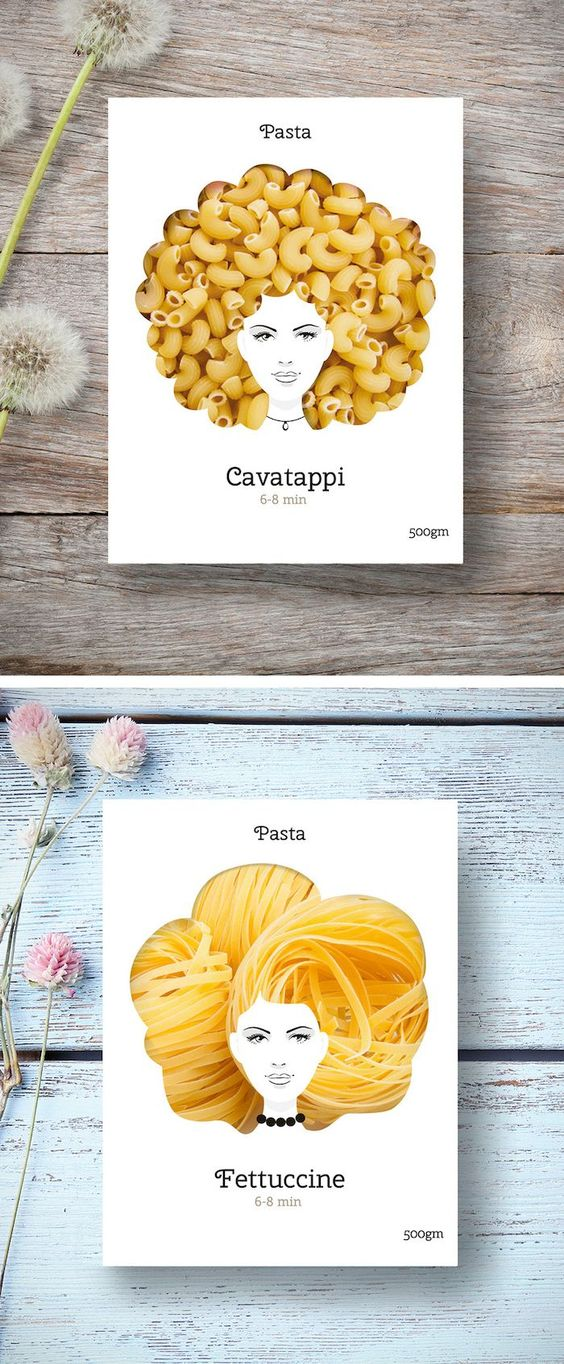 Pasta
Cavatappi
6-8 min
500gm
Pasta
Fettuccine
6-8 min
500gm